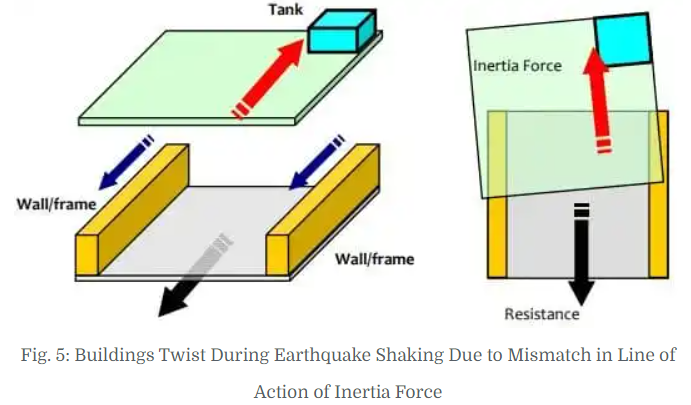 Tank
Inertia Force
Wall/frame
Wall/frame
Resistance
Fig. 5: Buildings Twist During Earthquake Shaking Due to Mismatch in Line of
Action of Inertia Force